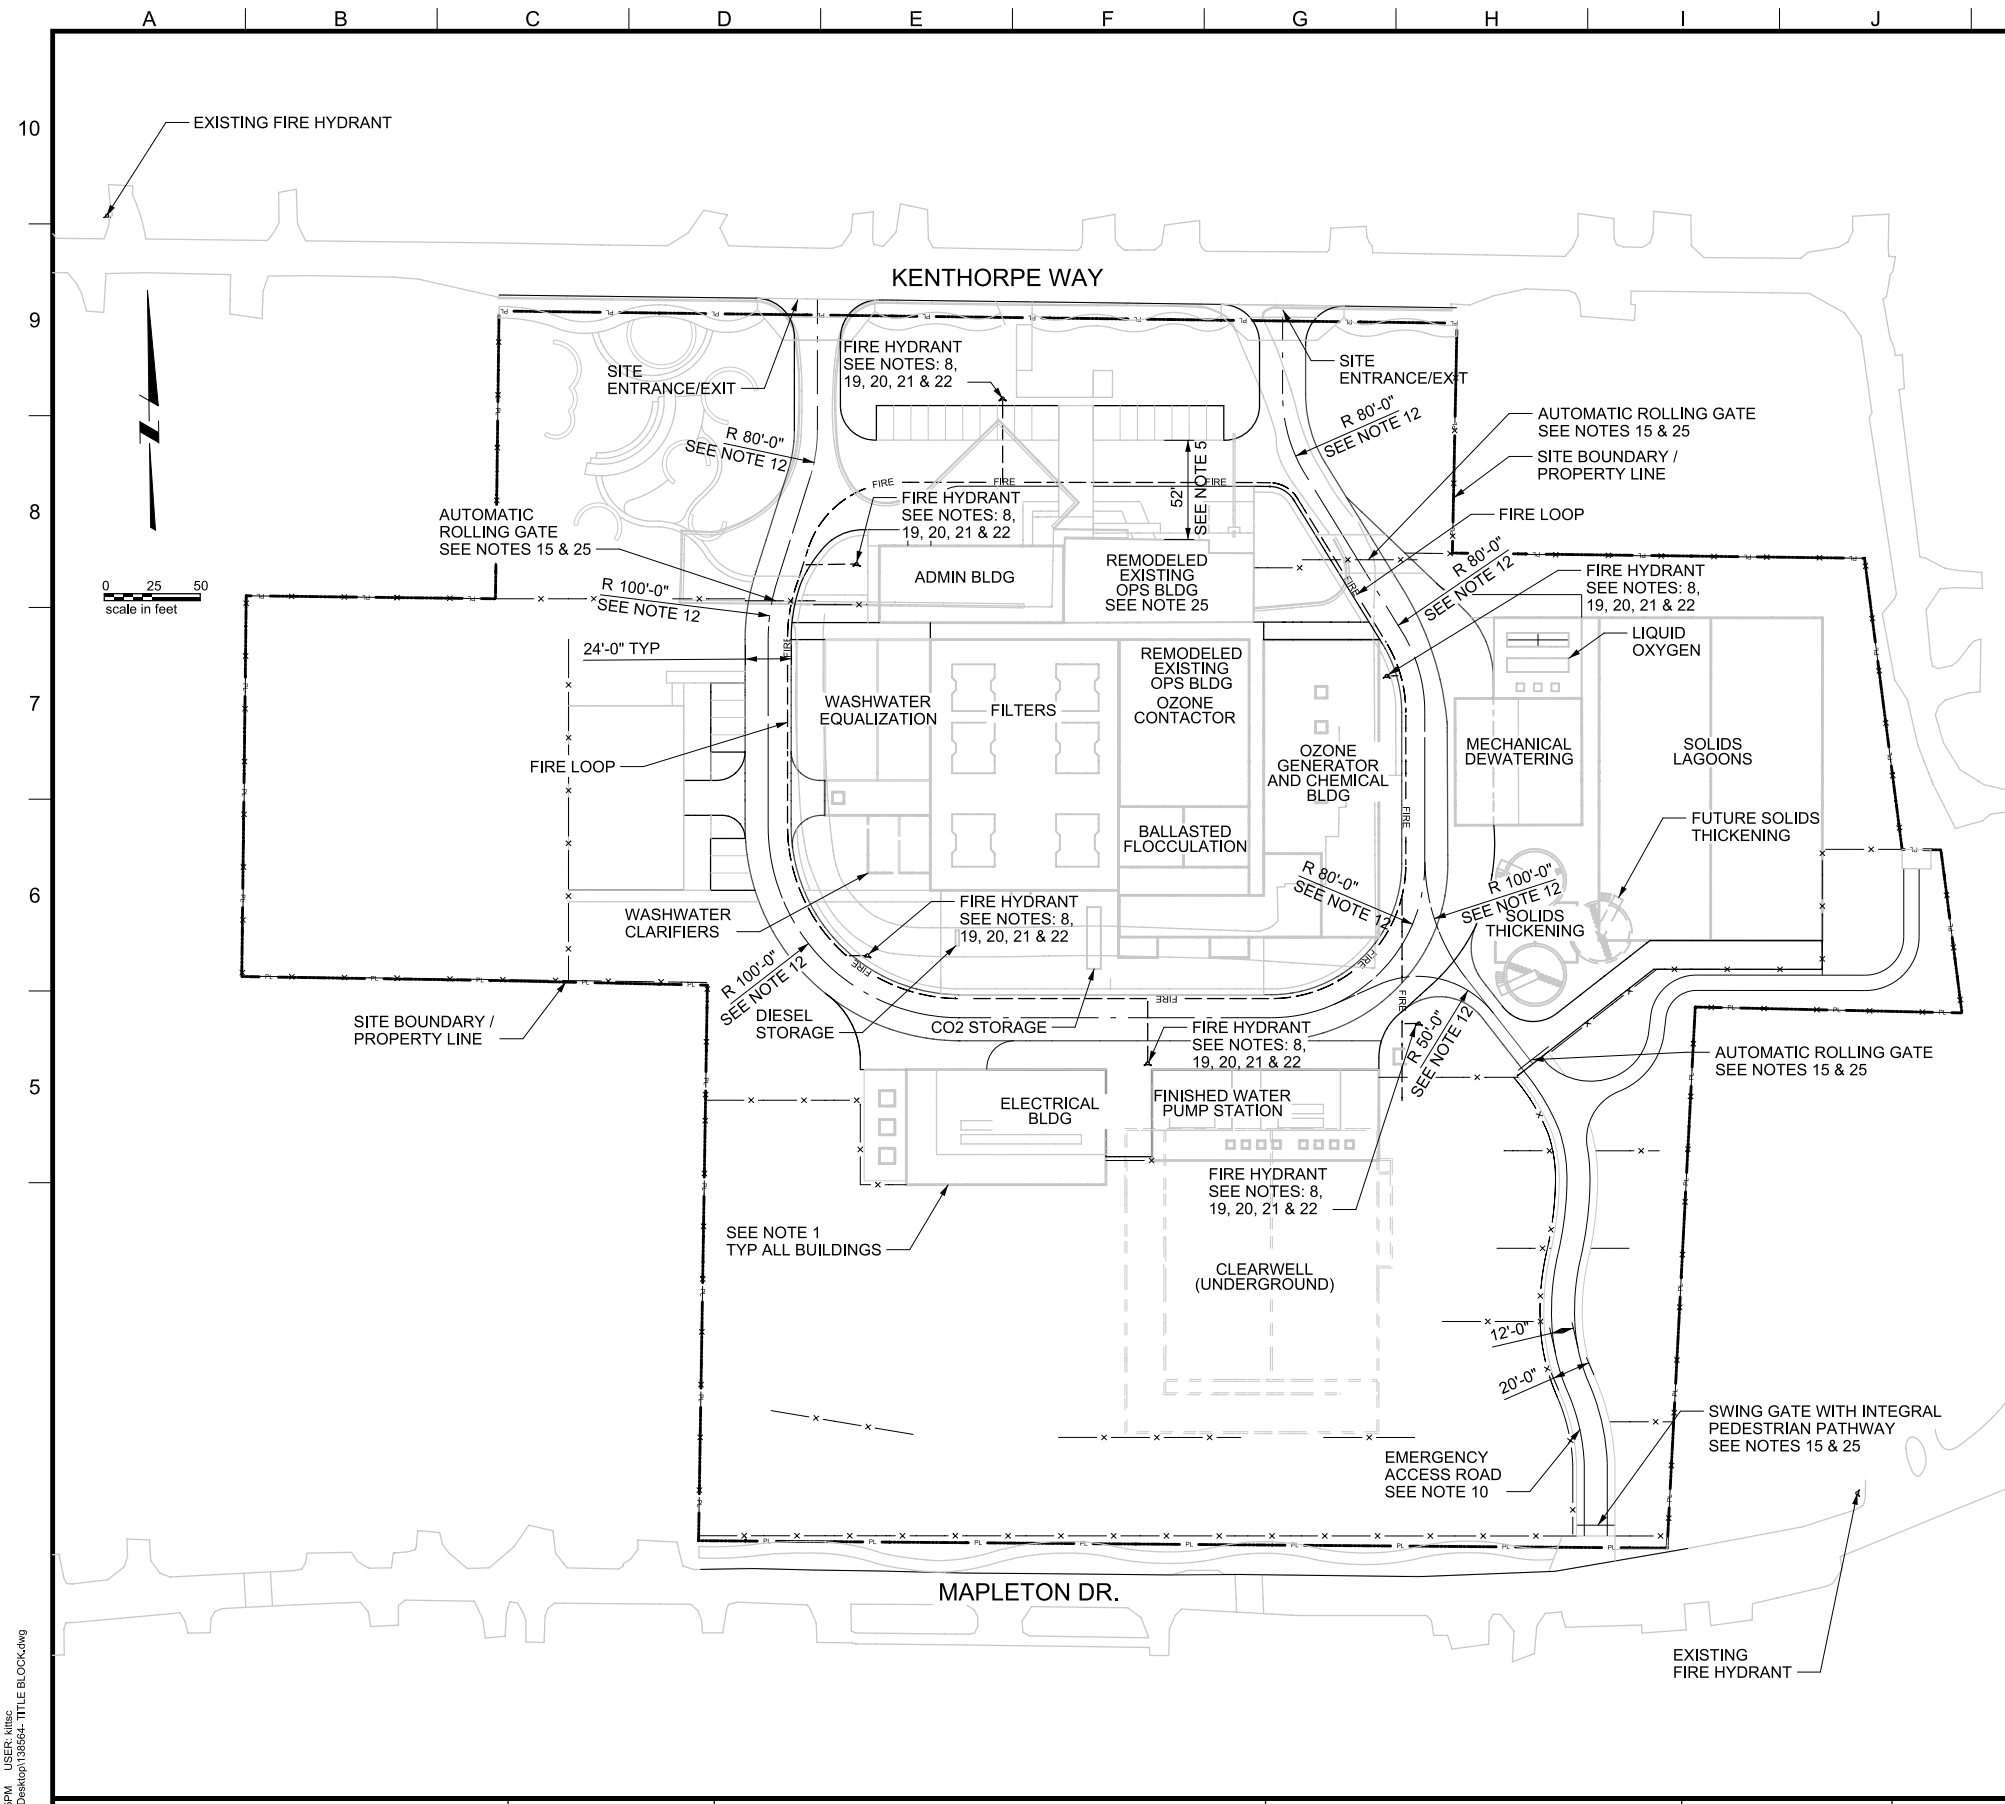 A B C D E F G H I J
10
9
8
7
6
5
EXISTING FIRE HYDRANT
KENTHORPE WAY
SITE
ENTRANCE/EXIT
FIRE HYDRANT
SEE NOTES: 8,
19, 20, 21 & 22
SITE
ENTRANCE/EXIT
R 80'-0"
SEE NOTE 12
R 80'-0"
SEE NOTE 12
AUTOMATIC ROLLING GATE
SEE NOTES 15 & 25
SITE BOUNDARY /
PROPERTY LINE
52'
SEE NOTE 5
FIRE
FIRE
FIRE
FIRE HYDRANT
SEE NOTES: 8,
19, 20, 21 & 22
FIRE LOOP
AUTOMATIC
ROLLING GATE
SEE NOTES 15 & 25
R 80'-0"
SEE NOTE 12
FIRE HYDRANT
SEE NOTES: 8,
19, 20, 21 & 22
0 25 50
scale in feet
R 100'-0"
SEE NOTE 12
ADMIN BLDG
REMODELED
EXISTING
OPS BLDG
SEE NOTE 25
FIRE
LIQUID
OXYGEN
24'-0" TYP
FIRE
REMODELED
EXISTING
OPS BLDG
OZONE
CONTACTOR
WASHWATER
EQUALIZATION
FILTERS
OZONE
GENERATOR
AND CHEMICAL
BLDG
MECHANICAL
DEWATERING
SOLIDS
LAGOONS
FIRE LOOP
FIRE
FUTURE SOLIDS
THICKENING
BALLASTED
FLOCCULATION
R 80'-0"
SEE NOTE 12
R 100'-0"
SEE NOTE 12
SOLIDS
THICKENING
WASHWATER
CLARIFIERS
FIRE HYDRANT
SEE NOTES: 8,
19, 20, 21 & 22
R 100'-0"
SEE NOTE 12
FIRE
FIRE
FIRE
FIRE
SITE BOUNDARY /
PROPERTY LINE
DIESEL
STORAGE
CO2 STORAGE
FIRE HYDRANT
SEE NOTES: 8,
19, 20, 21 & 22
R 50'-0"
SEE NOTE 12
AUTOMATIC ROLLING GATE
SEE NOTES 15 & 25
ELECTRICAL
BLDG
FINISHED WATER
PUMP STATION
FIRE HYDRANT
SEE NOTES: 8,
19, 20, 21 & 22
SEE NOTE 1
TYP ALL BUILDINGS
CLEARWELL
(UNDERGROUND)
12'-0"
20'-0"
SWING GATE WITH INTEGRAL
PEDESTRIAN PATHWAY
SEE NOTES 15 & 25
EMERGENCY
ACCESS ROAD
SEE NOTE 10
MAPLETON DR.
EXISTING
FIRE HYDRANT
USER: kittsc
Desktop\138564- TITLE BLOCK.dwg